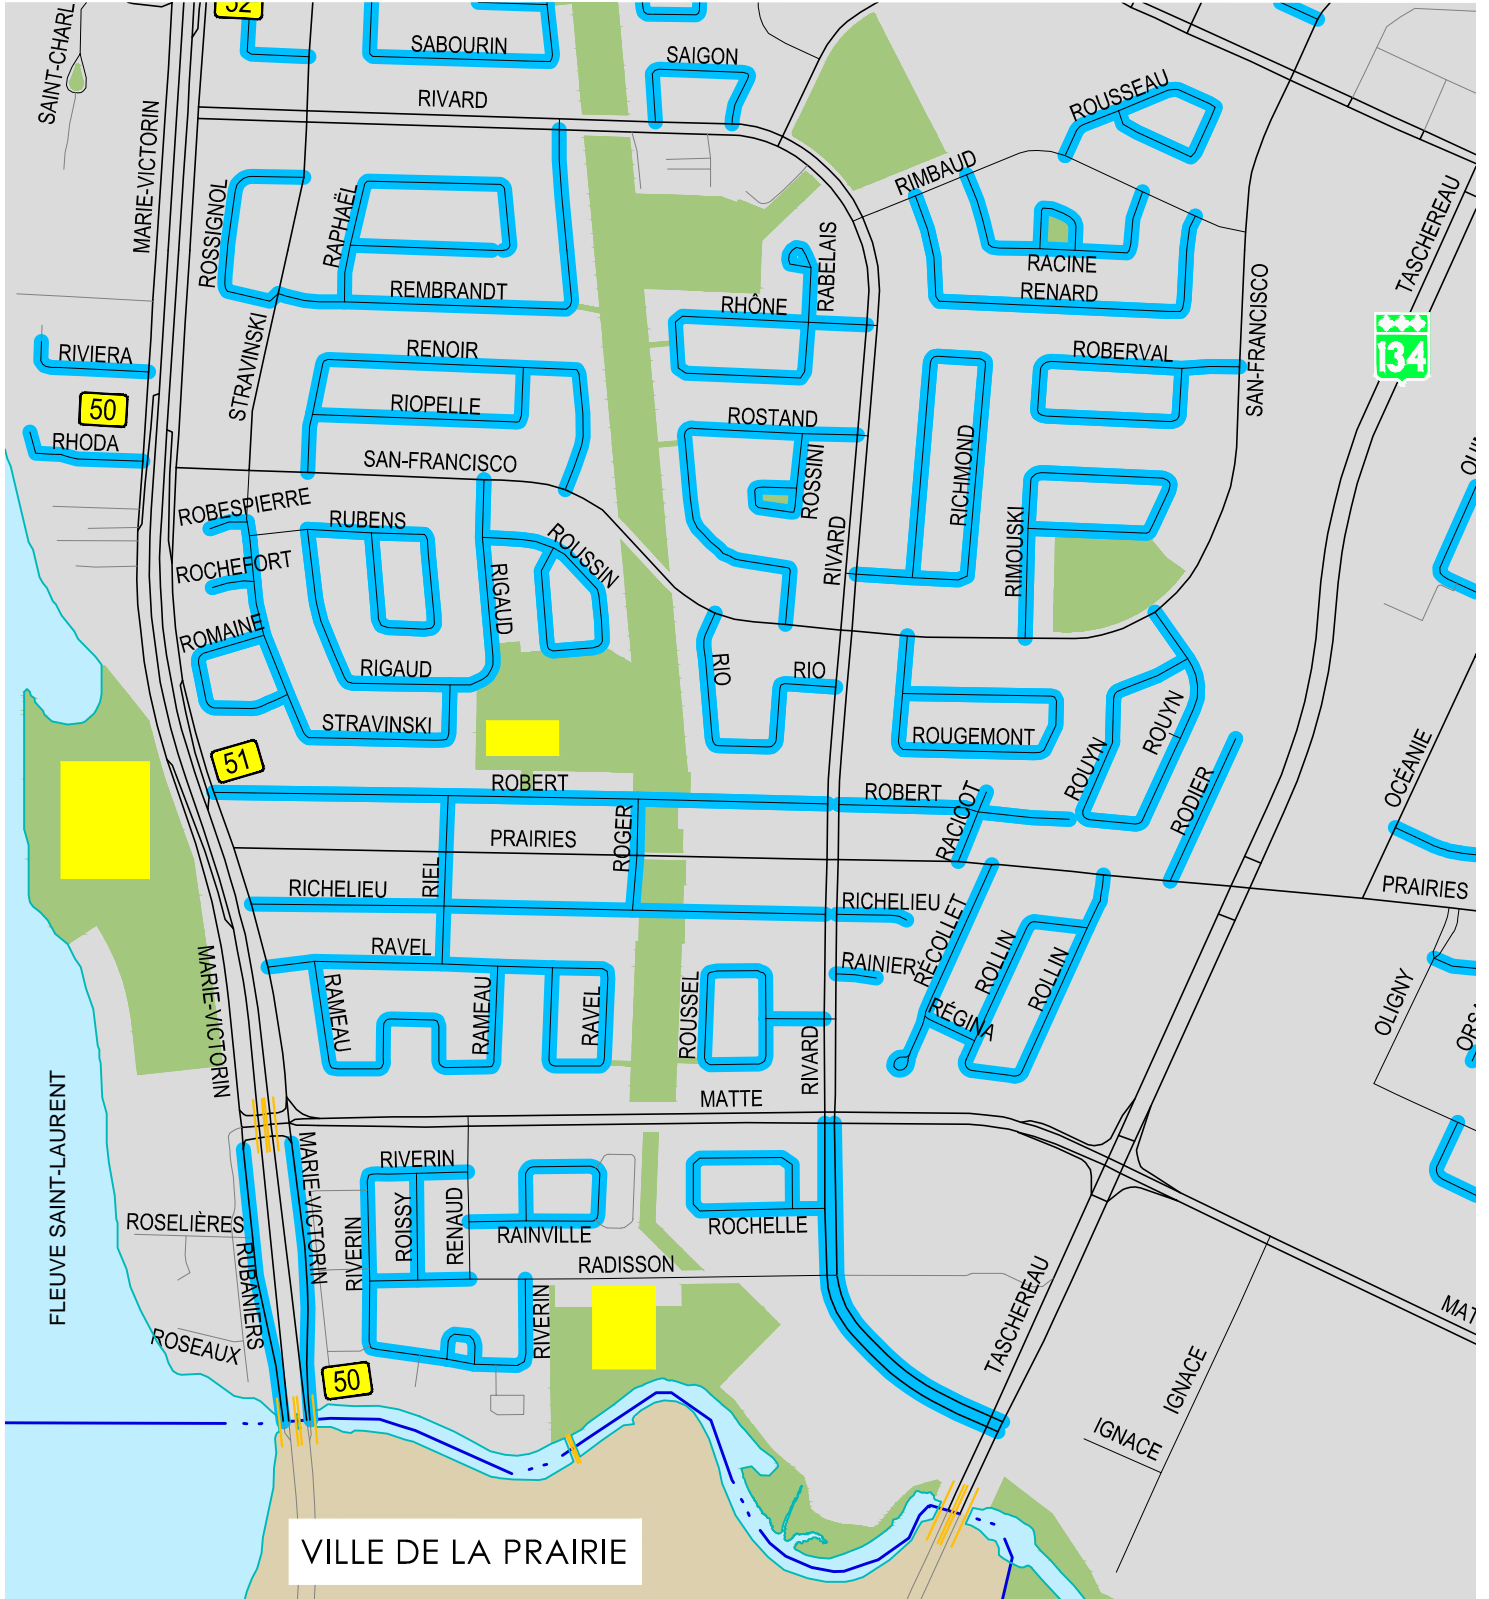 52
SABOURIN
SAIGON
SAINT-CHARL
RIVARD
ROUSSEAU
MARIE-VICTORIN
RIMBAUD
TASCHEREAU
ROSSIGNOL
RAPHAËL
RABELAIS
RACINE
REMBRANDT
RENARD
RHÔNE
SAN-FRANCISCO
STRAVINSKI
134
RIVIERA
RENOIR
ROBERVAL
50
RIOPELLE
ROSTAND
RHODA
SAN-FRANCISCO
ROSSINI
RICHMOND
ROBESPIERRE
RUBENS
ROUSSIN
RIVARD
RIMOUSKI
ROCHEFORT
RIGAUD
ROMAINE
RIGAUD
RIO
RIO
STRAVINSKI
ROUGEMONT
ROUYN
ROUYN
51
OCÉANIE
ROBERT
ROBERT
RACICOT
RODIER
PRAIRIES
ROGER
RIEL
RICHELIEU
RICHELIEU
PRAIRIES
RÉCOLLET
RAVEL
RAINIER
ROLLIN
ROLLIN
MARIE-VICTORIN
RAMEAU
RAMEAU
RAVEL
ROUSSEL
RÉGINA
OLIGNY
RIVARD
MATTE
FLEUVE SAINT-LAURENT
MARIE-VICTORIN
RIVERIN
ROSELIÈRES
RIVERIN
ROISSY
RENAUD
RAINVILLE
ROCHELLE
RUBANIERS
RADISSON
RIVERIN
TASCHEREAU
MAT
ROSEAUX
50
IGNACE
IGNACE
VILLE DE LA PRAIRIE